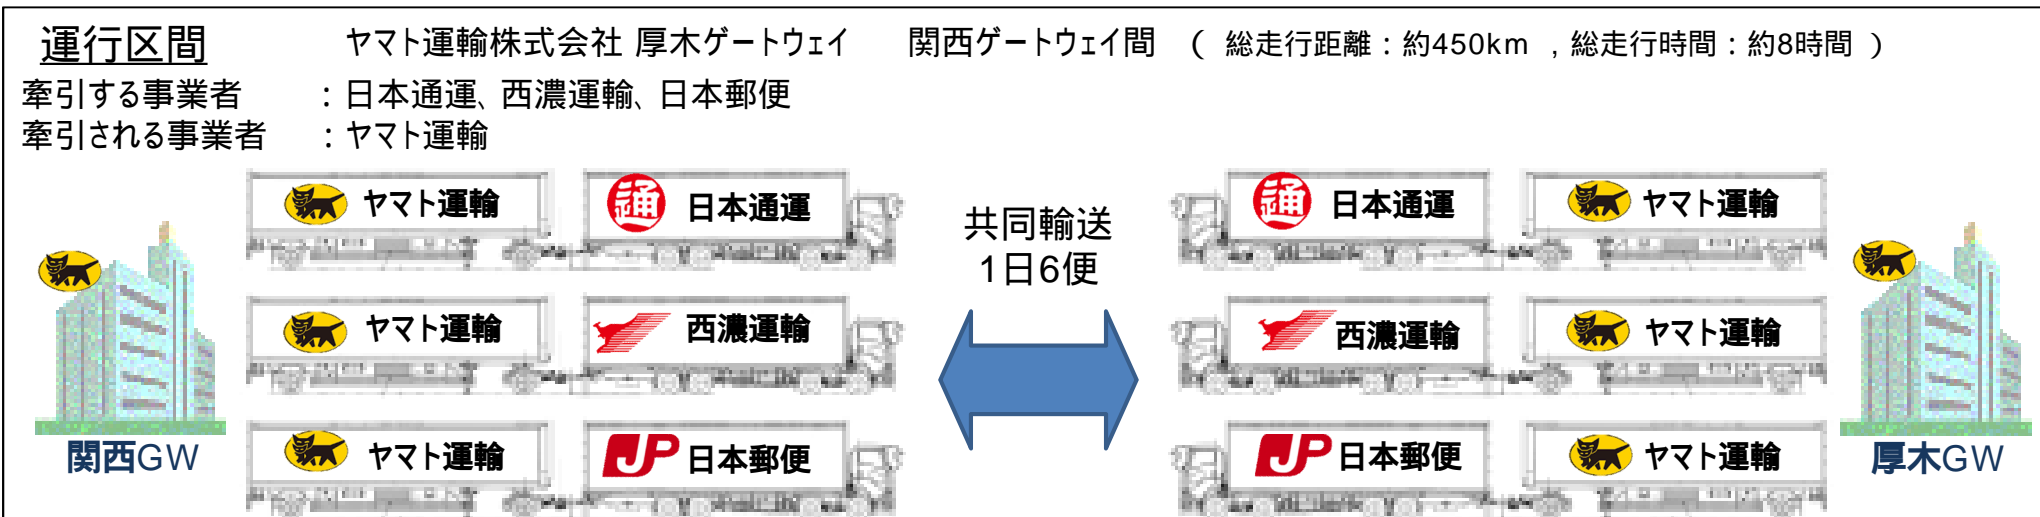 運行区間 ヤマト運輸株式会社 厚木ゲートウェイ 関西ゲートウェイ間 ( 総走行距離：約450km ，総走行時間：約8時間 )
牽引する事業者 ：日本通運、西濃運輸、日本郵便
牽引される事業者 ：ヤマト運輸
ヤマト運輸 通 日本通運
共同輸送
1日6便
通 日本通運 ヤマト運輸
ヤマト運輸 西濃運輸
西濃運輸 ヤマト運輸
ヤマト運輸 JP 日本郵便
JP 日本郵便 ヤマト運輸
関西GW
厚木GW